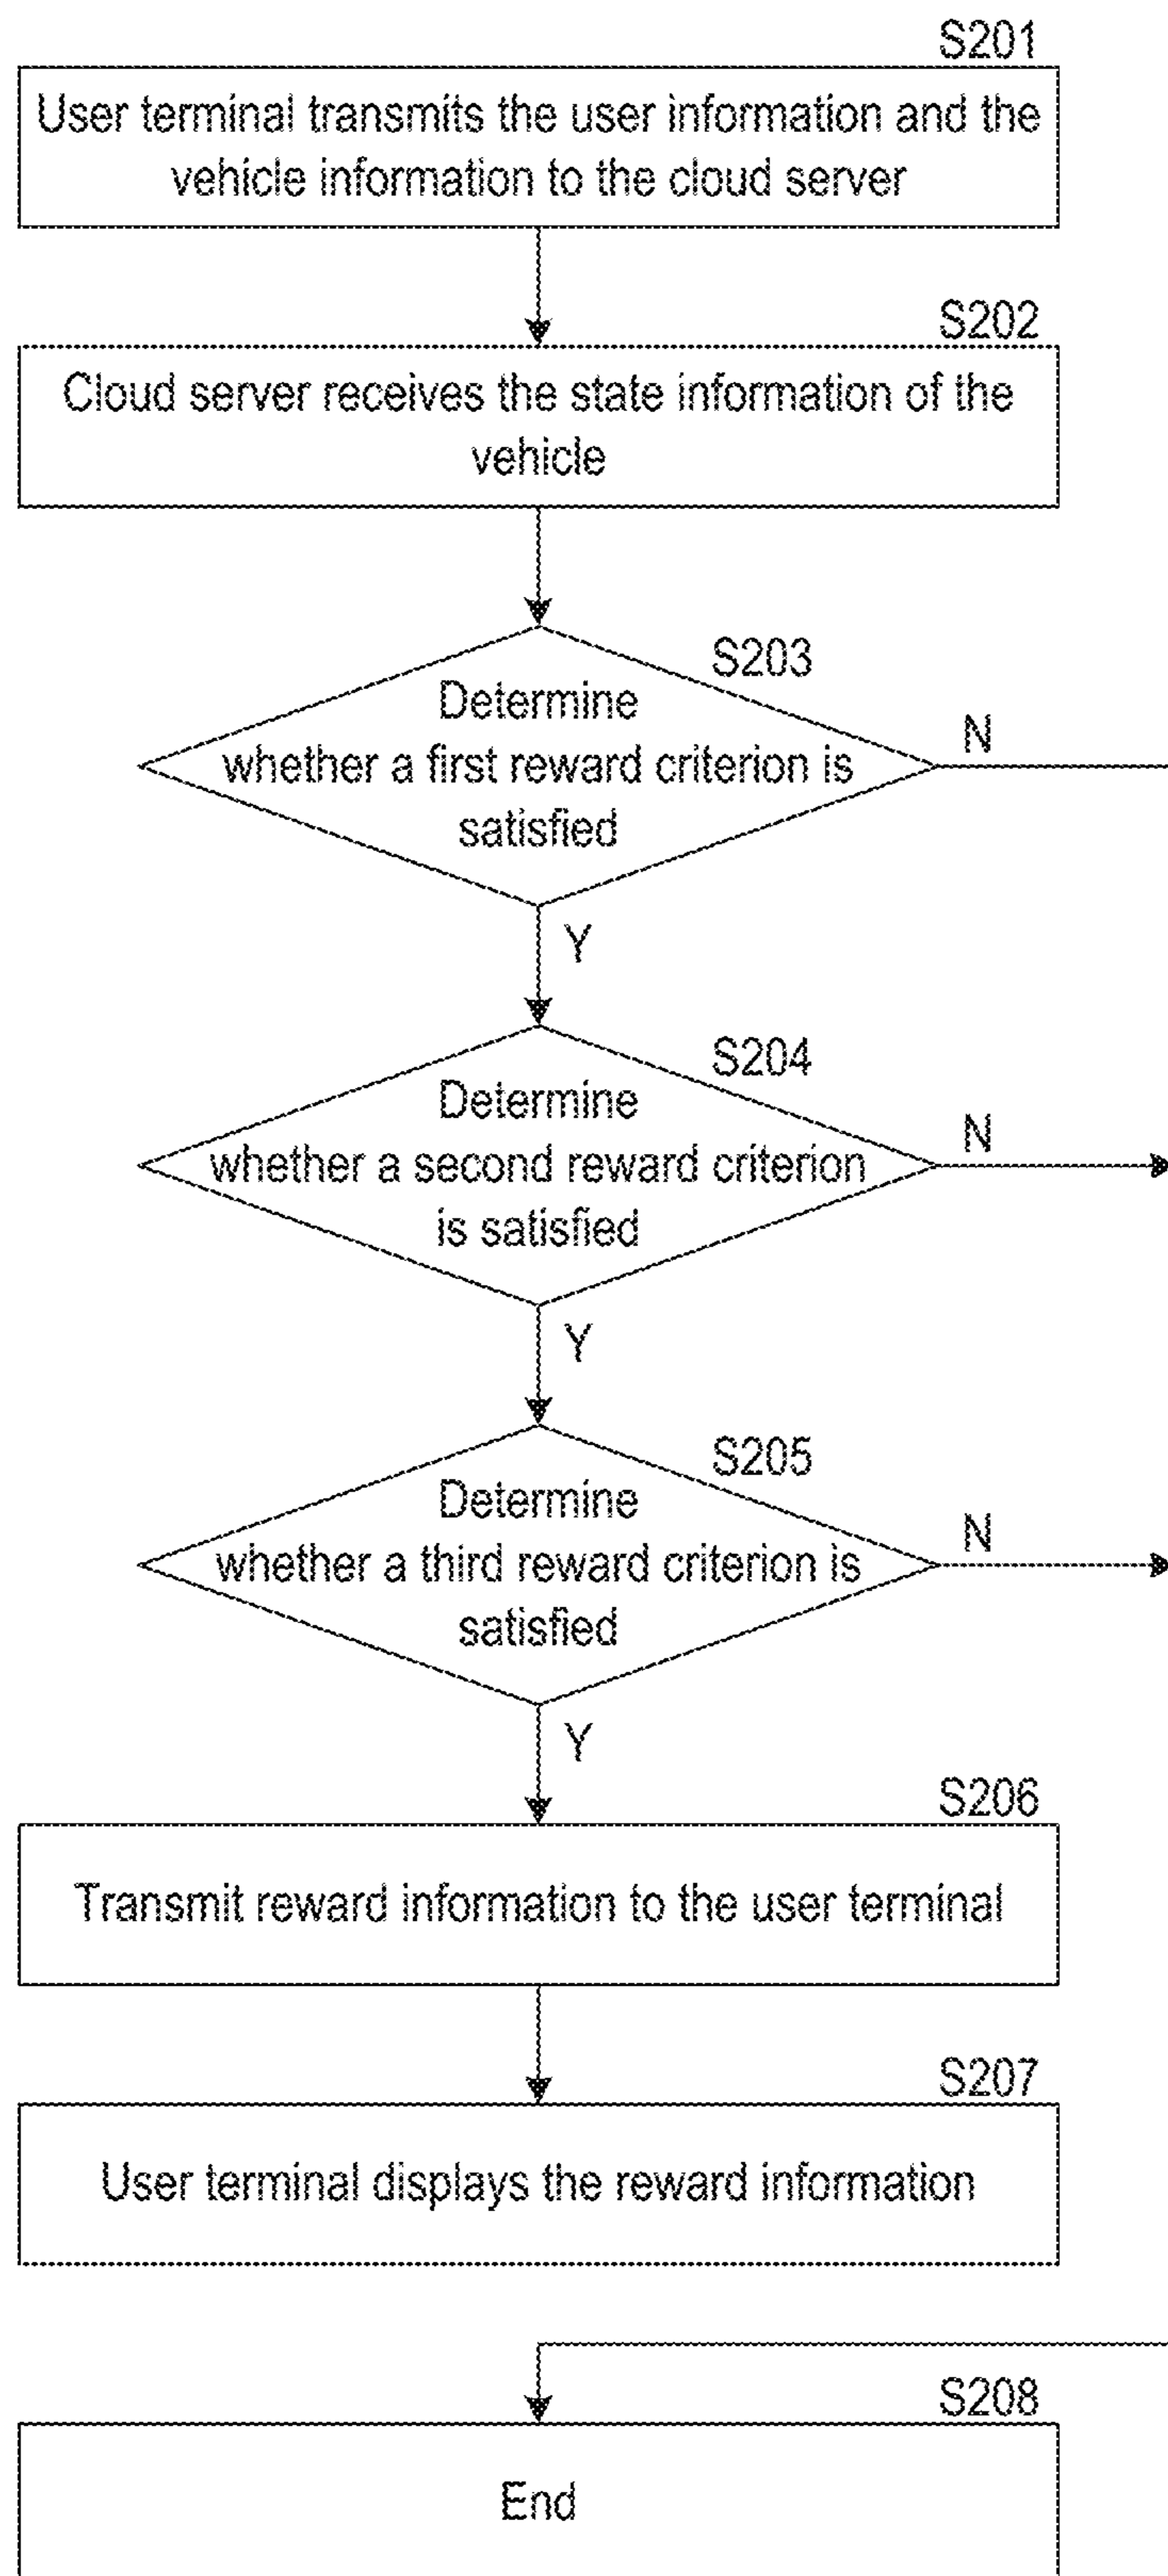 S201
User terminal transmits the user information and the
vehicle information to the cloud server
S202
Cloud server receives the state information of the
vehicle
S203
Determine
whether a first reward criterion is
satisfied
N
Y
S204
Determine
whether a second reward criterion
is satisfied
N
Y
S205
Determine
whether a third reward criterion is
satisfied
N
Y
S206
Transmit reward information to the user terminal
S207
User terminal displays the reward information
S208
End